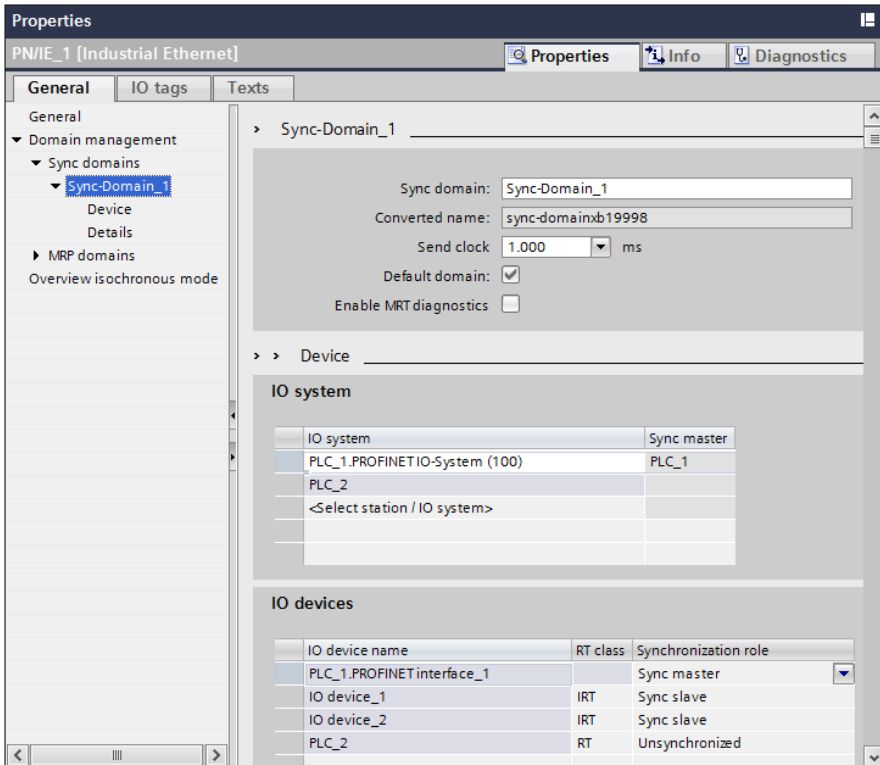 Properties
PN/IE_1 [Industrial Ethernet]
Properties
Info
Diagnostics
General
IO tags
Texts
General
Domain management
Sync domains
Sync-Domain_1
Device
Details
MRP domains
Overview isochronous mode
Sync-Domain_1
Sync domain: Sync-Domain_1
Converted name: sync-domainxb19998
Send clock 1.000 ms
Default domain:
Enable MRT diagnostics
Device
IO system
IO system Sync master
PLC_1.PROFINET IO-System (100) PLC_1
PLC_2
<Select station / IO system>
IO devices
IO device name RT class Synchronization role
PLC_1.PROFINET interface_1 Sync master
IO device_1 IRT Sync slave
IO device_2 IRT Sync slave
PLC_2 RT Unsynchronized